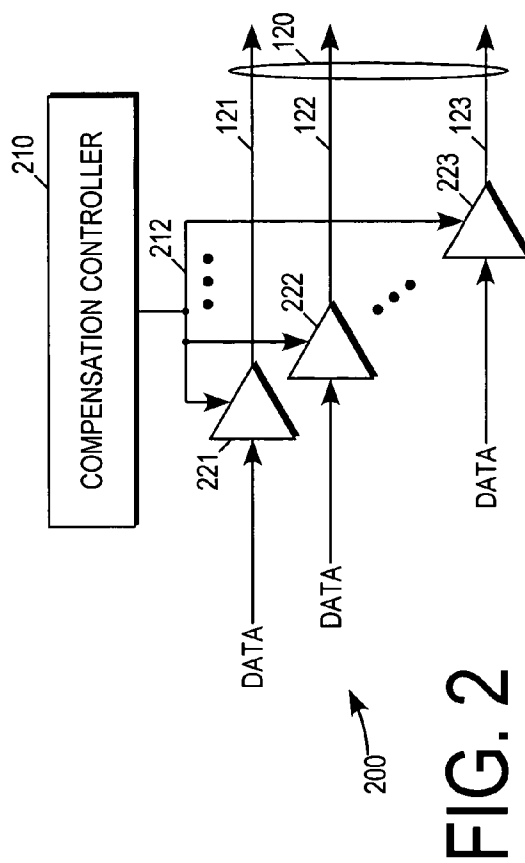 210
COMPENSATION CONTROLLER
212
120
121
221
DATA
122
222
DATA
123
223
DATA
200
FIG. 2